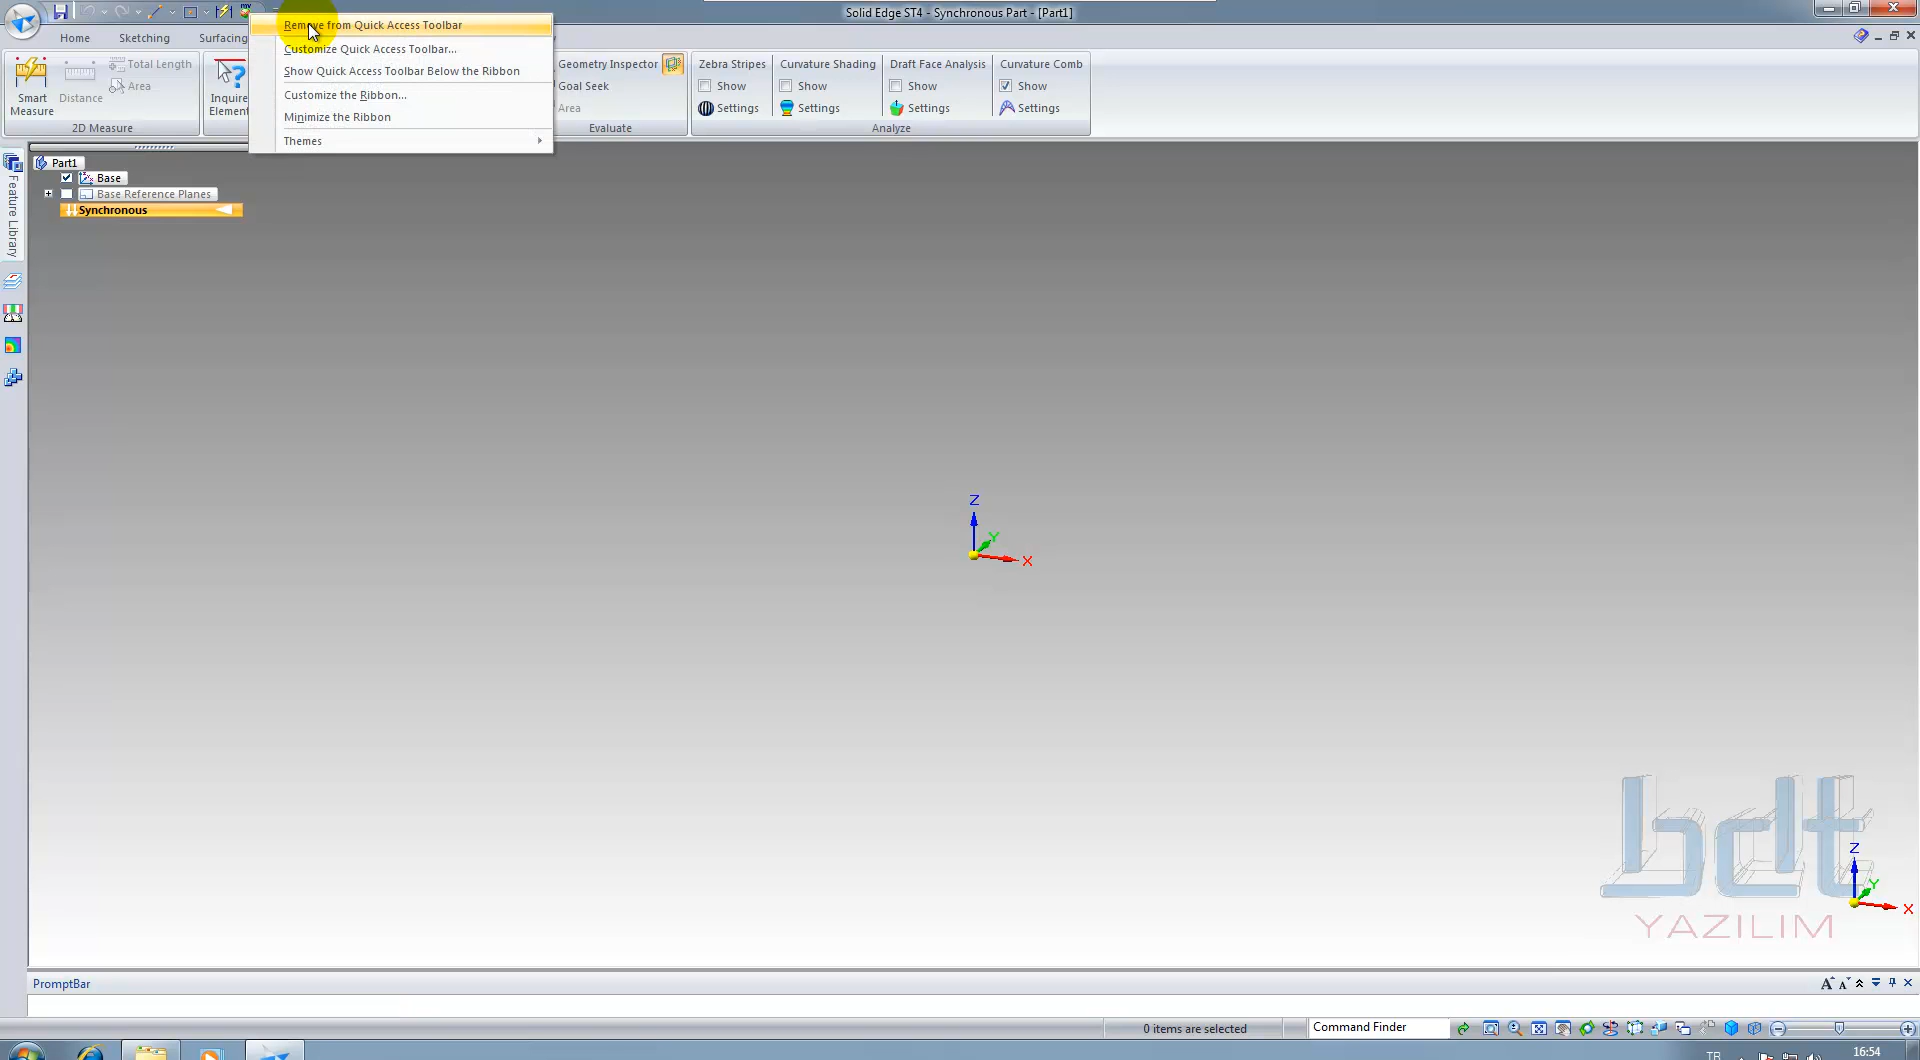 Solid Edge ST4 - Synchronous Part - [Part1]
Home Sketching Surfacing
Remove from Quick Access Toolbar
Customize Quick Access Toolbar...
Show Quick Access Toolbar Below the Ribbon
Customize the Ribbon...
Minimize the Ribbon
Themes
Smart Measure
Distance
Total Length
Area
2D Measure
Inquire Element
Geometry Inspector
Goal Seek
Area
Evaluate
Zebra Stripes
Show
Settings
Curvature Shading
Show
Settings
Draft Face Analysis
Show
Settings
Curvature Comb
Show
Settings
Analyze
Feature Library
Part1
Base
Base Reference Planes
Synchronous
Z
Y
X
bdt
YAZILIM
Z
Y
X
PromptBar
0 items are selected
Command Finder
TR
16:54